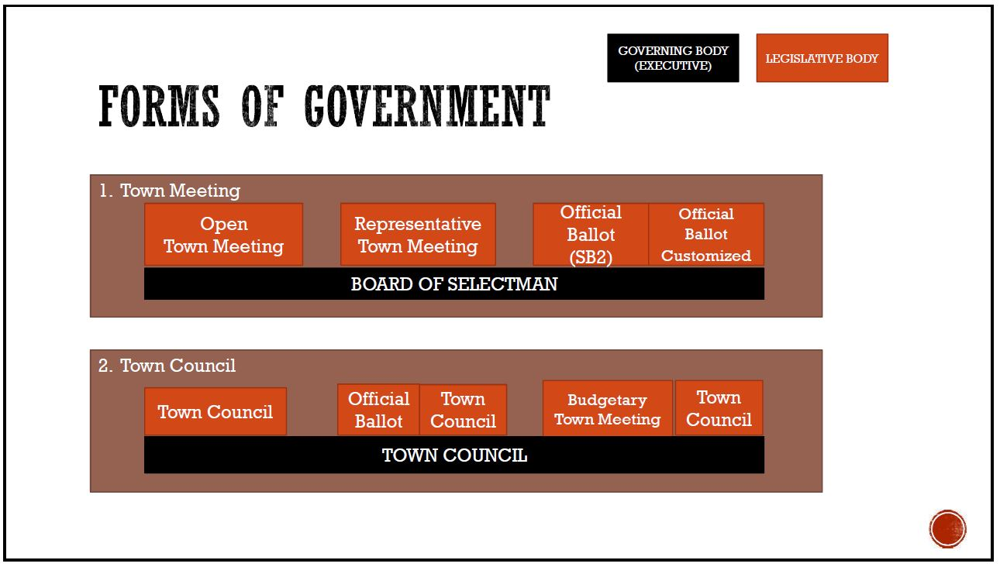 GOVERNING BODY
(EXECUTIVE)
LEGISLATIVE BODY
FORMS OF GOVERNMENT
1. Town Meeting
Open
Town Meeting
Representative
Town Meeting
Official
Ballot
(SB2)
Official
Ballot
Customized
BOARD OF SELECTMAN
2. Town Council
Town Council
Official
Ballot
Town
Council
Budgetary
Town Meeting
Town
Council
TOWN COUNCIL